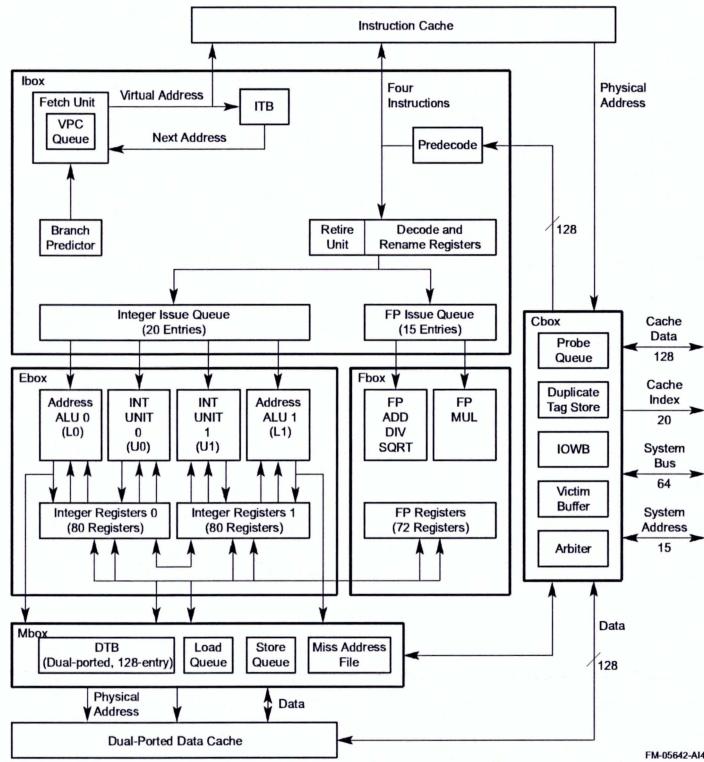 Instruction Cache
Ibox
Fetch Unit
VPC
Queue
Virtual Address
ITB
Next Address
Branch
Predictor
Four
Instructions
Predecode
Physical
Address
Retire
Unit
Decode and
Rename Registers
128
Integer Issue Queue
(20 Entries)
FP Issue Queue
(15 Entries)
Ebox
Address
ALU 0
(L0)
INT
UNIT
0
(U0)
INT
UNIT
1
(U1)
Address
ALU 1
(L1)
Integer Registers 0
(80 Registers)
Integer Registers 1
(80 Registers)
Fbox
FP
ADD
DIV
SQRT
FP
MUL
FP Registers
(72 Registers)
Cbox
Probe
Queue
Duplicate
Tag Store
IOWB
Victim
Buffer
Arbiter
Cache
Data
128
Cache
Index
20
System
Bus
64
System
Address
15
Mbox
DTB
(Dual-ported, 128-entry)
Load
Queue
Store
Queue
Miss Address
File
Data
128
Physical
Address
Data
Dual-Ported Data Cache
FM-05642-AI4